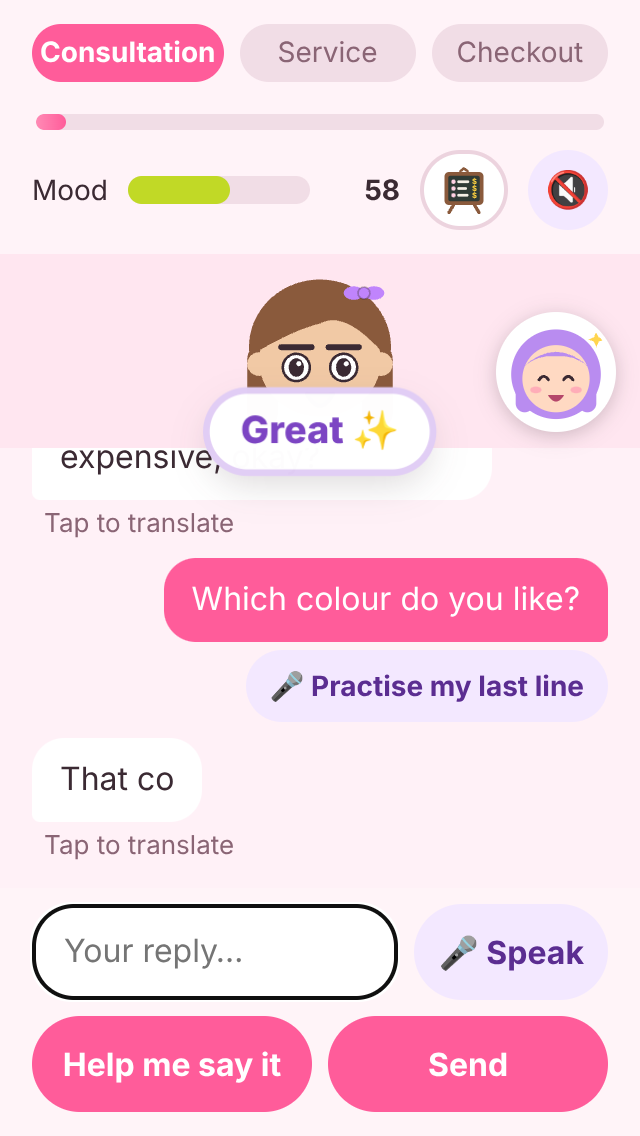 Consultation
Service
Checkout
Mood
58
Great ✨
expensive, okay?
Tap to translate
Which colour do you like?
🎤 Practise my last line
That co
Tap to translate
Your reply...
🎤 Speak
Help me say it
Send